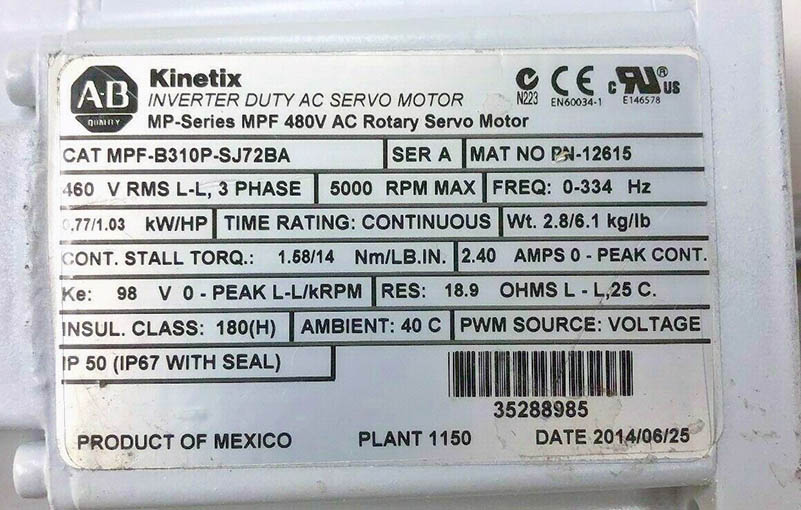 A-B
QUALITY
Kinetix
INVERTER DUTY AC SERVO MOTOR
MP-Series MPF 480V AC Rotary Servo Motor
N223
EN60034-1
c UL ® US
E146578
CAT MPF-B310P-SJ72BA SER A MAT NO PN-12615
460 V RMS L-L, 3 PHASE 5000 RPM MAX FREQ: 0-334 Hz
0.77/1.03 kW/HP TIME RATING: CONTINUOUS Wt. 2.8/6.1 kg/lb
CONT. STALL TORQ.: 1.58/14 Nm/LB.IN. 2.40 AMPS 0 - PEAK CONT.
Ke: 98 V 0 - PEAK L-L/kRPM RES: 18.9 OHMS L - L,25 C.
INSUL. CLASS: 180(H) AMBIENT: 40 C PWM SOURCE: VOLTAGE
IP 50 (IP67 WITH SEAL)
35288985
PRODUCT OF MEXICO PLANT 1150 DATE 2014/06/25